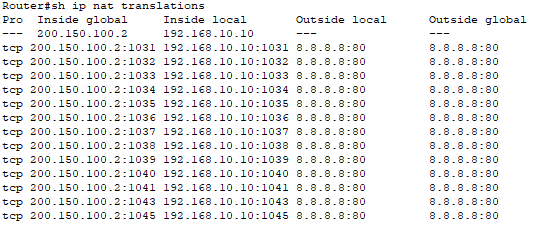 Router#sh ip nat translations
Pro  Inside global     Inside local       Outside local      Outside global
---  200.150.100.2     192.168.10.10      ---                ---
tcp 200.150.100.2:1031 192.168.10.10:1031 8.8.8.8:80         8.8.8.8:80
tcp 200.150.100.2:1032 192.168.10.10:1032 8.8.8.8:80         8.8.8.8:80
tcp 200.150.100.2:1033 192.168.10.10:1033 8.8.8.8:80         8.8.8.8:80
tcp 200.150.100.2:1034 192.168.10.10:1034 8.8.8.8:80         8.8.8.8:80
tcp 200.150.100.2:1035 192.168.10.10:1035 8.8.8.8:80         8.8.8.8:80
tcp 200.150.100.2:1036 192.168.10.10:1036 8.8.8.8:80         8.8.8.8:80
tcp 200.150.100.2:1037 192.168.10.10:1037 8.8.8.8:80         8.8.8.8:80
tcp 200.150.100.2:1038 192.168.10.10:1038 8.8.8.8:80         8.8.8.8:80
tcp 200.150.100.2:1039 192.168.10.10:1039 8.8.8.8:80         8.8.8.8:80
tcp 200.150.100.2:1040 192.168.10.10:1040 8.8.8.8:80         8.8.8.8:80
tcp 200.150.100.2:1041 192.168.10.10:1041 8.8.8.8:80         8.8.8.8:80
tcp 200.150.100.2:1043 192.168.10.10:1043 8.8.8.8:80         8.8.8.8:80
tcp 200.150.100.2:1045 192.168.10.10:1045 8.8.8.8:80         8.8.8.8:80